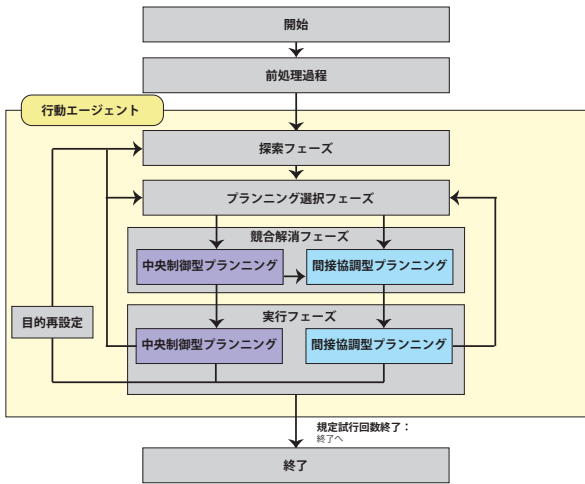 開始
前処理過程
行動エージェント
探索フェーズ
プランニング選択フェーズ
競合解消フェーズ
中央制御型プランニング
間接協調型プランニング
目的再設定
実行フェーズ
中央制御型プランニング
間接協調型プランニング
規定試行回数終了：
終了へ
終了